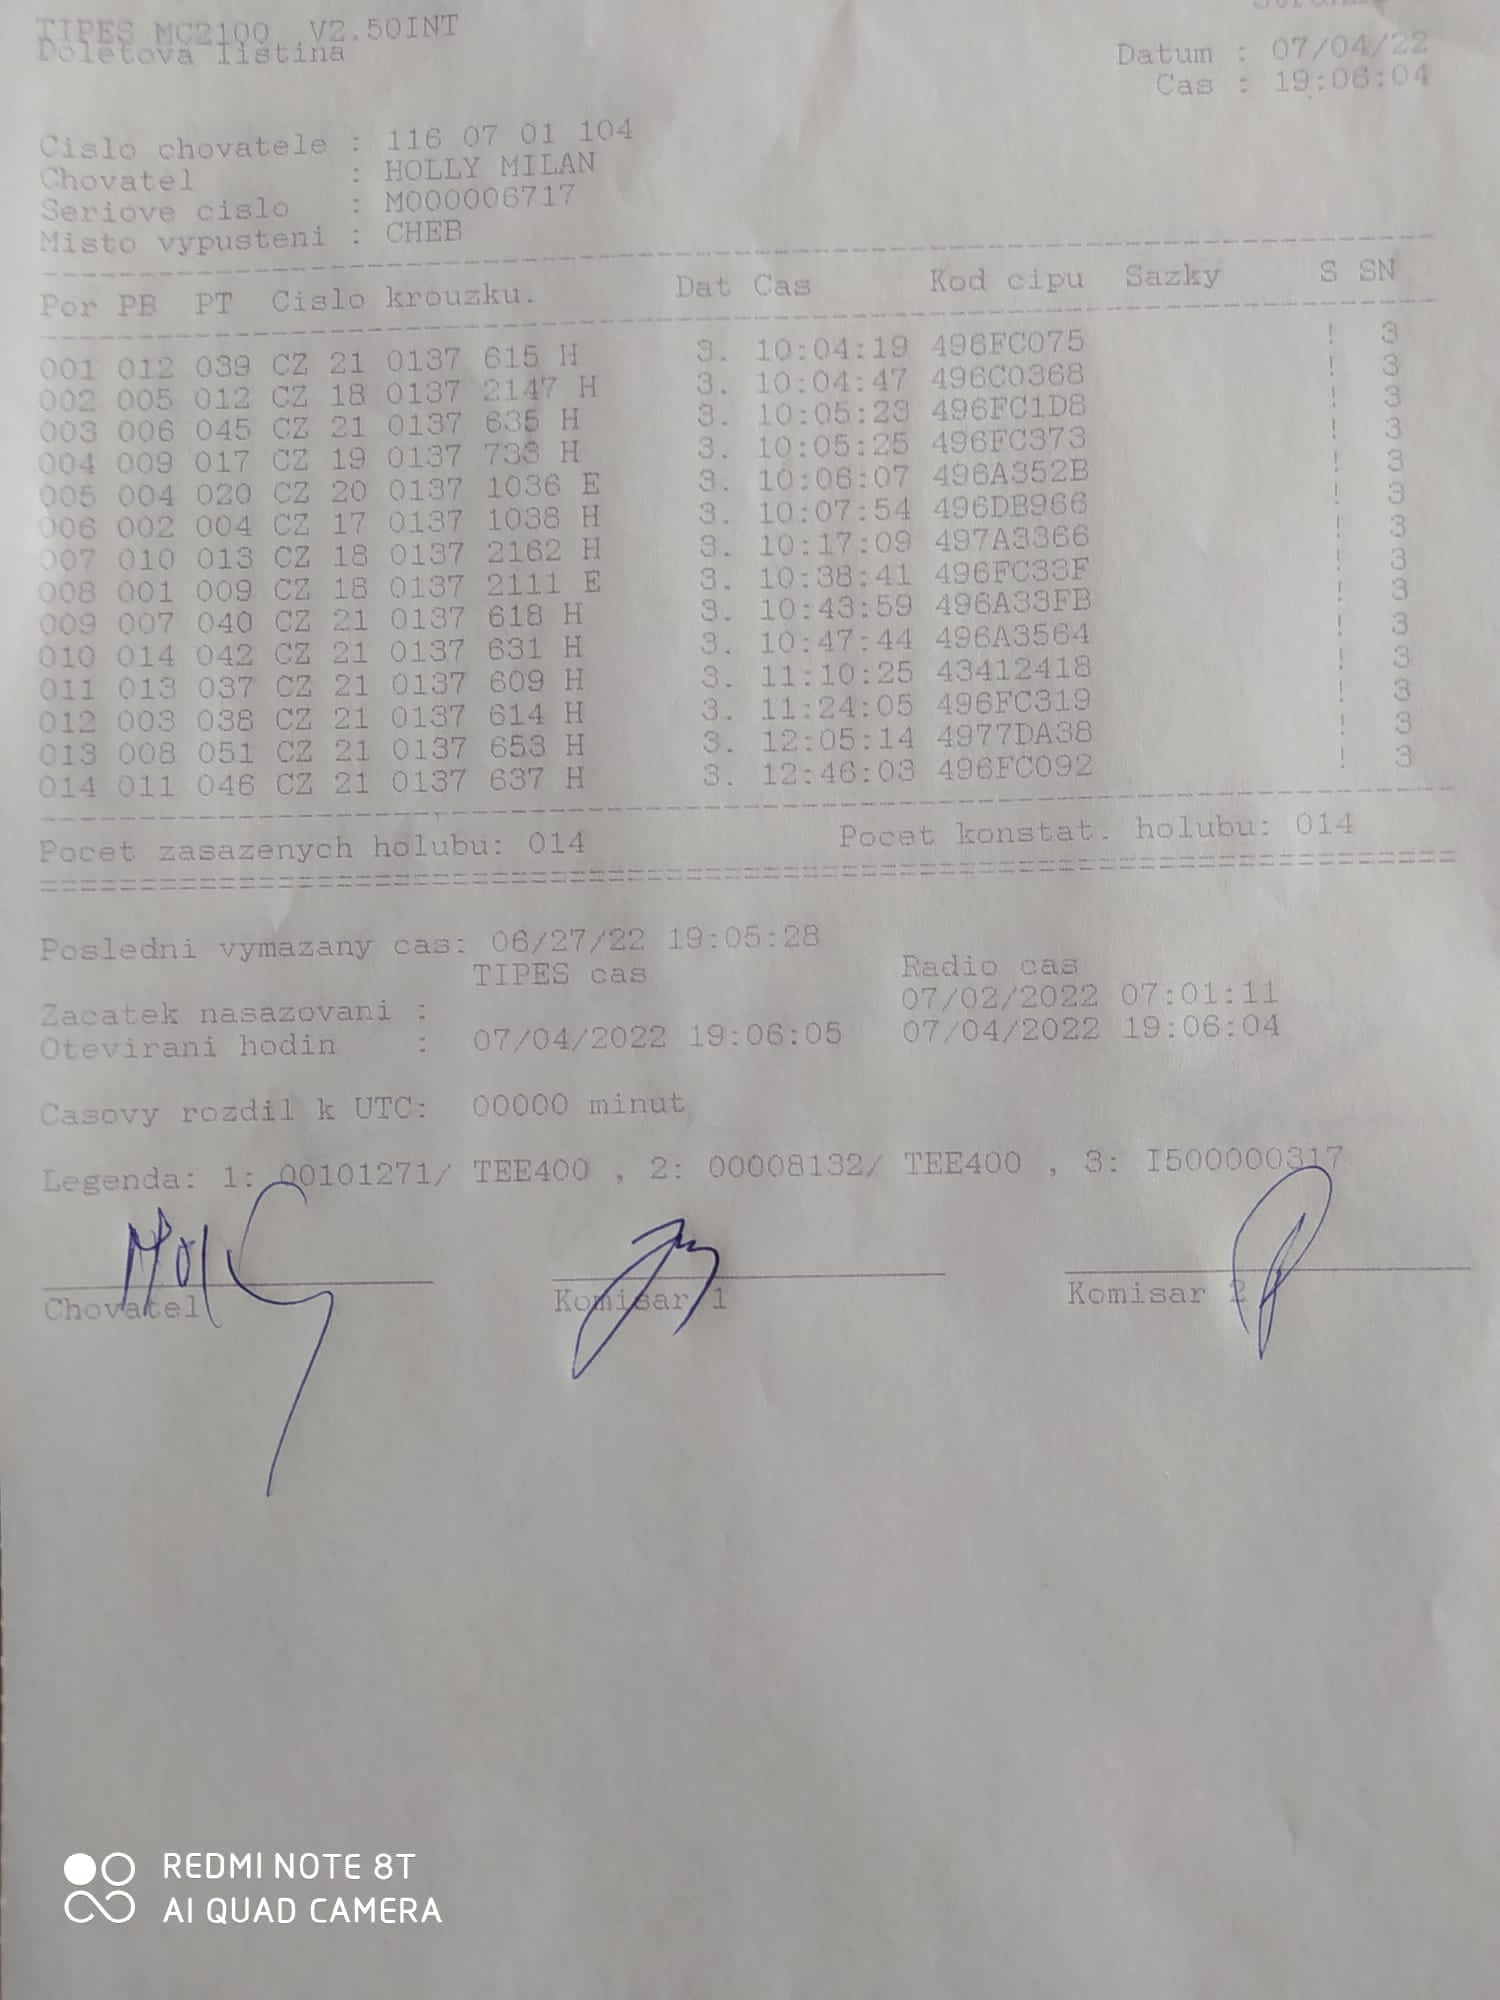 TIPES MC2100 V2.50INT
Doletova listina
Datum : 07/04/22
Cas : 19:06:04
Cislo chovatele : 116 07 01 104
Chovatel : HOLLY MILAN
Seriove cislo : M000006717
Misto vypusteni : CHEB
Por PB PT Cislo krouzku. Dat Cas Kod cipu Sazky S SN
001 012 039 CZ 21 0137 615 H 3. 10:04:19 496FC075 ! 3
002 005 012 CZ 18 0137 2147 H 3. 10:04:47 496C0368 ! 3
003 006 045 CZ 21 0137 635 H 3. 10:05:23 496FC1D8 ! 3
004 009 017 CZ 19 0137 733 H 3. 10:05:25 496FC373 ! 3
005 004 020 CZ 20 0137 1036 E 3. 10:06:07 496A352B ! 3
006 002 004 CZ 17 0137 1038 H 3. 10:07:54 496DB966 ! 3
007 010 013 CZ 18 0137 2162 H 3. 10:17:09 497A3366 ! 3
008 001 009 CZ 18 0137 2111 E 3. 10:38:41 496FC33F ! 3
009 007 040 CZ 21 0137 618 H 3. 10:43:59 496A33FB ! 3
010 014 042 CZ 21 0137 631 H 3. 10:47:44 496A3564 ! 3
011 013 037 CZ 21 0137 609 H 3. 11:10:25 43412418 ! 3
012 003 038 CZ 21 0137 614 H 3. 11:24:05 496FC319 ! 3
013 008 051 CZ 21 0137 653 H 3. 12:05:14 4977DA38 ! 3
014 011 046 CZ 21 0137 637 H 3. 12:46:03 496FC092 ! 3
Pocet zasazenych holubu: 014 Pocet konstat. holubu: 014
Posledni vymazany cas: 06/27/22 19:05:28
TIPES cas Radio cas
Zacatek nasazovani : 07/02/2022 07:01:11
Otevirani hodin : 07/04/2022 19:06:05 07/04/2022 19:06:04
Casovy rozdil k UTC: 00000 minut
Legenda: 1: 00101271/ TEE400 , 2: 00008132/ TEE400 , 3: I500000317
Chovatel Komisar 1 Komisar 2
REDMI NOTE 8T
AI QUAD CAMERA